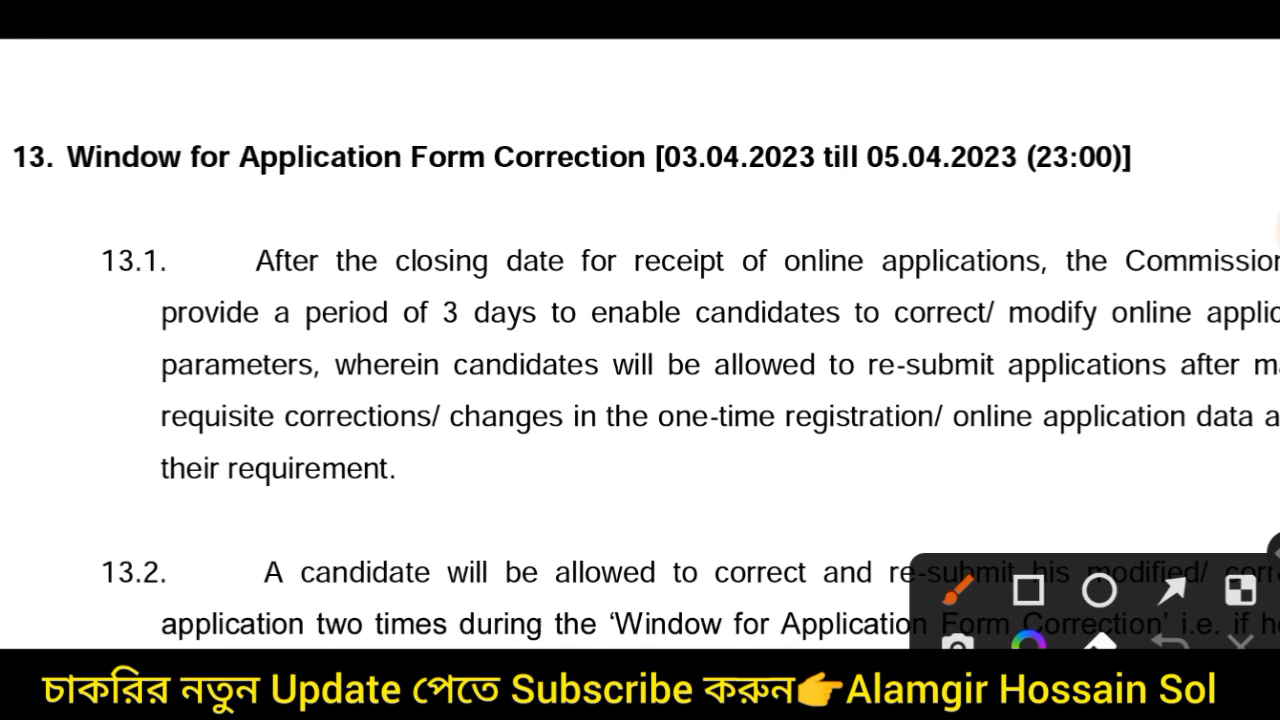 13. Window for Application Form Correction [03.04.2023 till 05.04.2023 (23:00)]
13.1. After the closing date for receipt of online applications, the Commission
provide a period of 3 days to enable candidates to correct/ modify online
parameters, wherein candidates will be allowed to re-submit applications after
requisite corrections/ changes in the one-time registration/ online application data
their requirement.
13.2. A candidate will be allowed to correct and re-submit his modified/
application two times during the ‘Window for Application Form Correction’ i.e. if
চাকরির নতুন Update পেতে Subscribe করুন👉Alamgir Hossain Sol